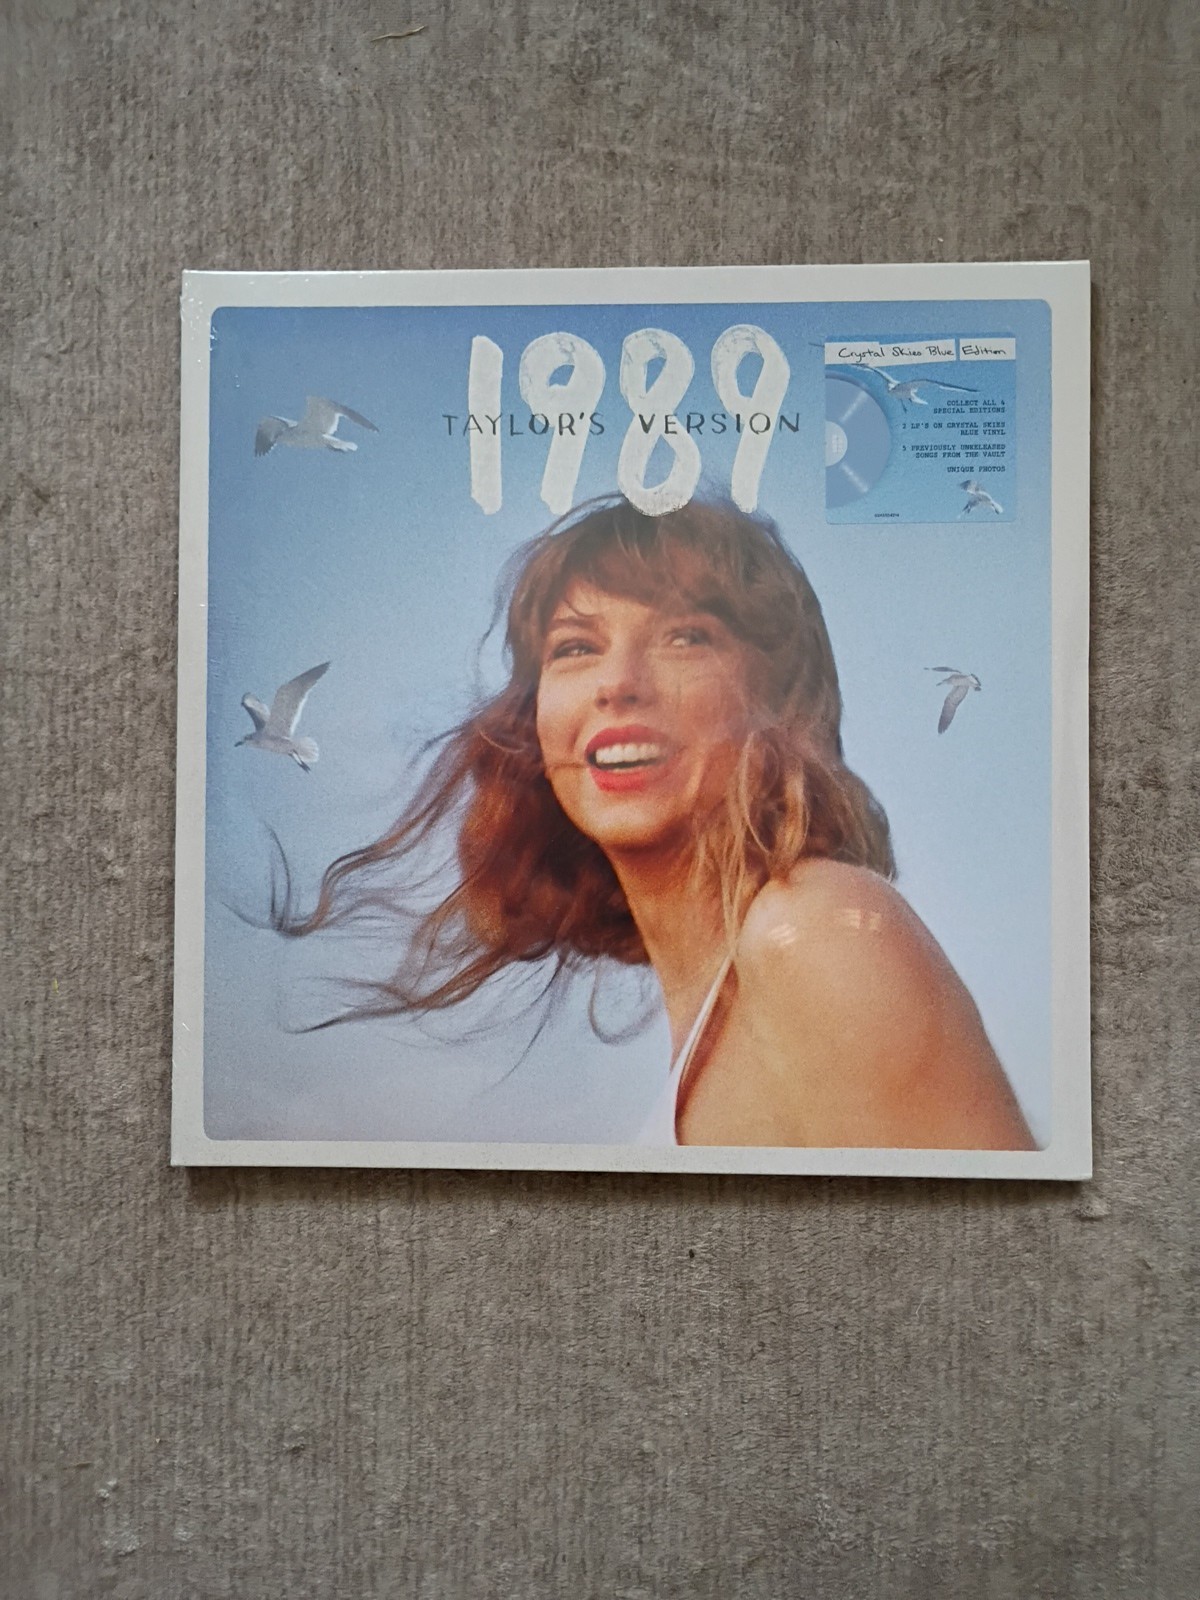 1989
TAYLOR'S VERSION
Crystal Skies Blue Edition
COLLECT ALL 4
SPECIAL EDITIONS
2 LP'S ON CRYSTAL SKIES
BLUE VINYL
5 PREVIOUSLY UNRELEASED
SONGS FROM THE VAULT
UNIQUE PHOTOS